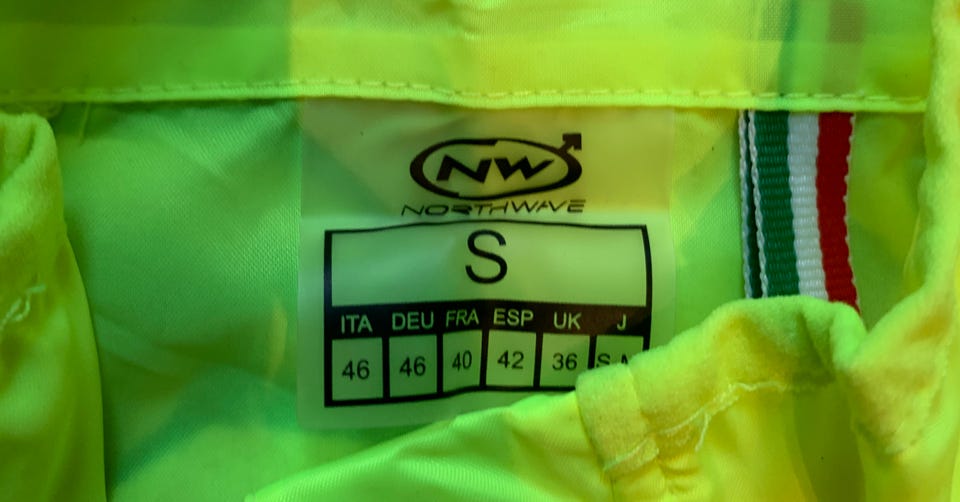 NW
NORTHWAVE
S
ITA DEU FRA ESP UK J
46 46 40 42 36